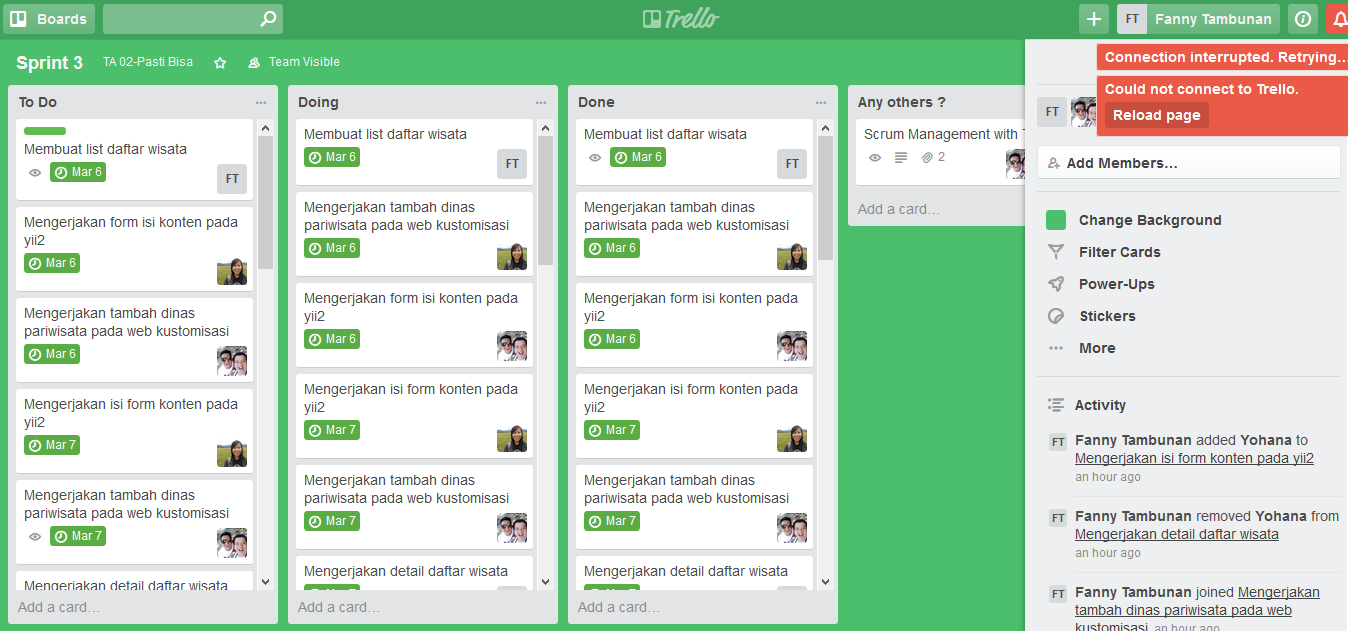 Boards
Trello
FT Fanny Tambunan
Sprint 3 TA 02-Pasti Bisa Team Visible
Connection interrupted. Retrying...
Could not connect to Trello.
Reload page
To Do
Membuat list daftar wisata
Mar 6
FT
Mengerjakan form isi konten pada
yii2
Mar 6
Mengerjakan tambah dinas
pariwisata pada web kustomisasi
Mar 6
Mengerjakan isi form konten pada
yii2
Mar 7
Mengerjakan tambah dinas
pariwisata pada web kustomisasi
Mar 7
Mengerjakan detail daftar wisata
Add a card...
Doing
Membuat list daftar wisata
Mar 6
FT
Mengerjakan tambah dinas
pariwisata pada web kustomisasi
Mar 6
Mengerjakan form isi konten pada
yii2
Mar 6
Mengerjakan isi form konten pada
yii2
Mar 7
Mengerjakan tambah dinas
pariwisata pada web kustomisasi
Mar 7
Mengerjakan detail daftar wisata
Add a card...
Done
Membuat list daftar wisata
Mar 6
FT
Mengerjakan tambah dinas
pariwisata pada web kustomisasi
Mar 6
Mengerjakan form isi konten pada
yii2
Mar 6
Mengerjakan isi form konten pada
yii2
Mar 7
Mengerjakan tambah dinas
pariwisata pada web kustomisasi
Mar 7
Mengerjakan detail daftar wisata
Add a card...
Any others ?
Scrum Management with
2
Add a card...
FT
Add Members...
Change Background
Filter Cards
Power-Ups
Stickers
More
Activity
FT Fanny Tambunan added Yohana to
Mengerjakan isi form konten pada yii2
an hour ago
FT Fanny Tambunan removed Yohana from
Mengerjakan detail daftar wisata
an hour ago
FT Fanny Tambunan joined Mengerjakan
tambah dinas pariwisata pada web
kustomisasi an hour ago